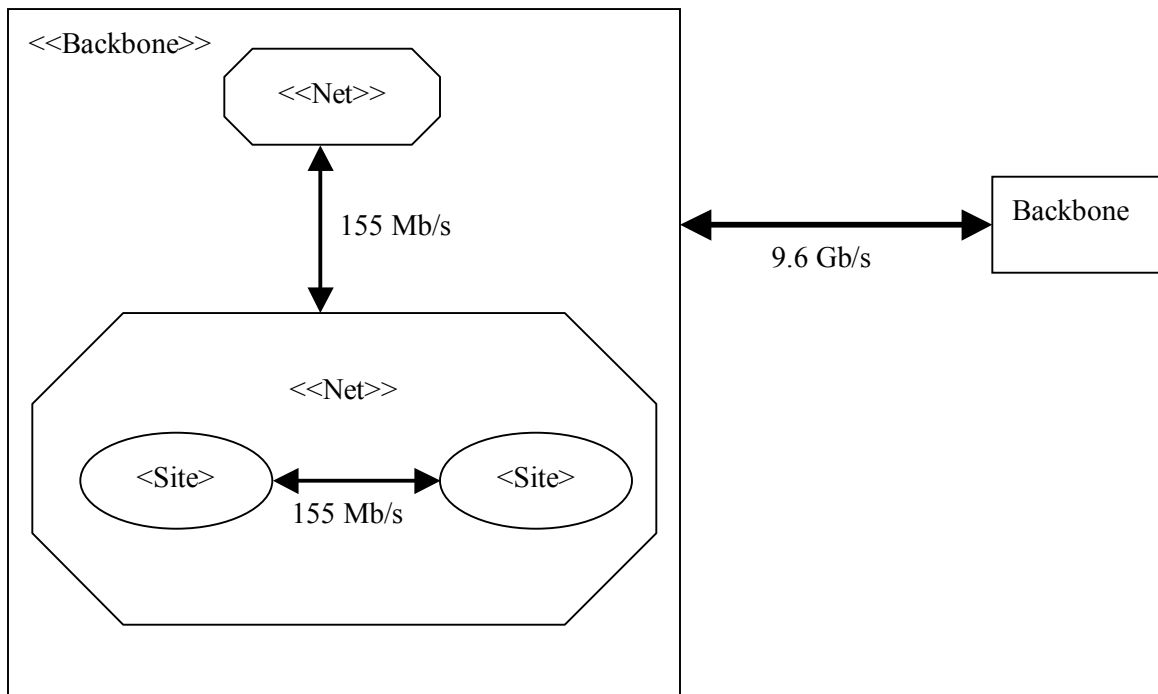 <<Backbone>>
<<Net>>
155 Mb/s
Backbone
9.6 Gb/s
<<Net>>
<Site>
<Site>
155 Mb/s